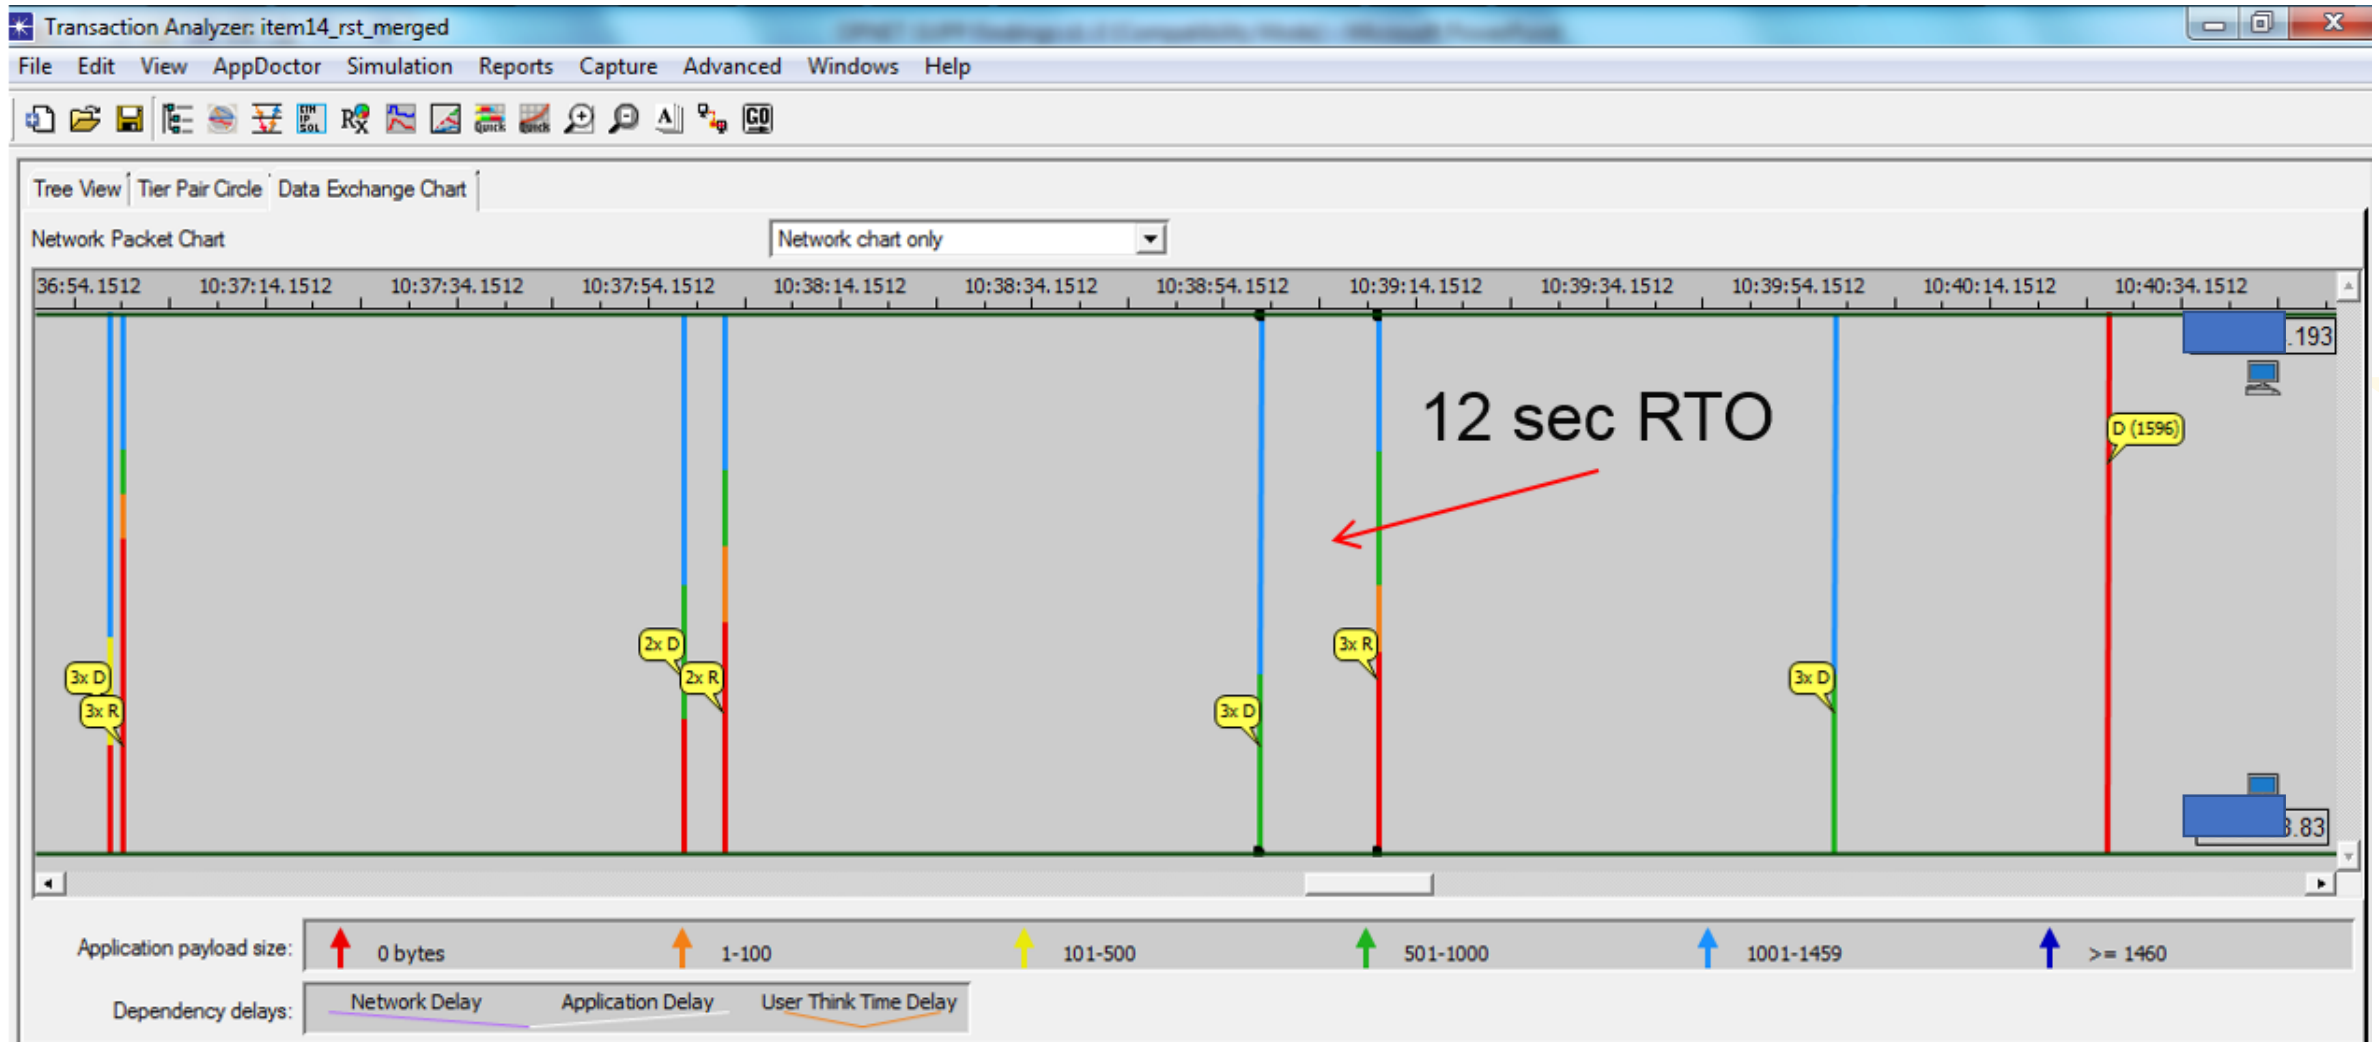 Transaction Analyzer: item14_rst_merged
File Edit View AppDoctor Simulation Reports Capture Advanced Windows Help
Tree View Tier Pair Circle Data Exchange Chart
Network Packet Chart Network chart only
36:54.1512 10:37:14.1512 10:37:34.1512 10:37:54.1512 10:38:14.1512 10:38:34.1512 10:38:54.1512 10:39:14.1512 10:39:34.1512 10:39:54.1512 10:40:14.1512 10:40:34.1512
.193
12 sec RTO
D (1596)
2x D
3x R
3x D
2x R
3x D
3x R
3x D
.83
Application payload size: 0 bytes 1-100 101-500 501-1000 1001-1459 >= 1460
Dependency delays: Network Delay Application Delay User Think Time Delay